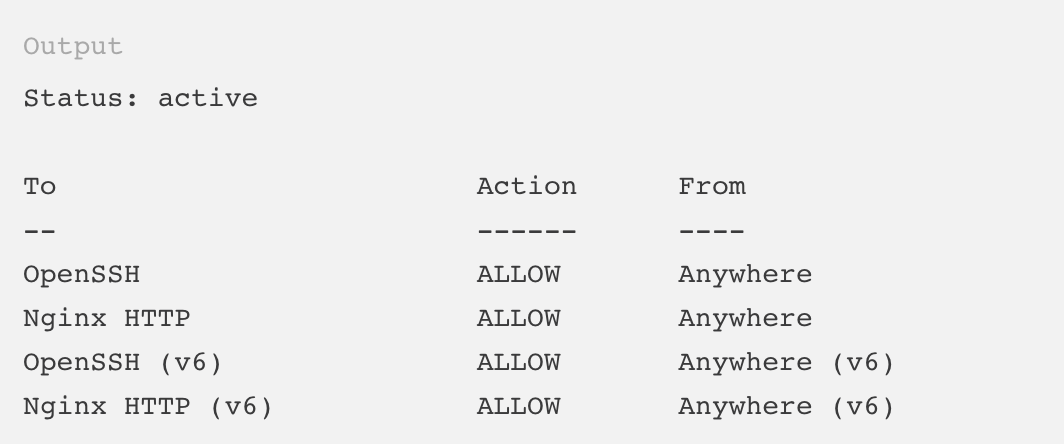 Output
Status: active
To Action From
-- ------ ----
OpenSSH ALLOW Anywhere
Nginx HTTP ALLOW Anywhere
OpenSSH (v6) ALLOW Anywhere (v6)
Nginx HTTP (v6) ALLOW Anywhere (v6)